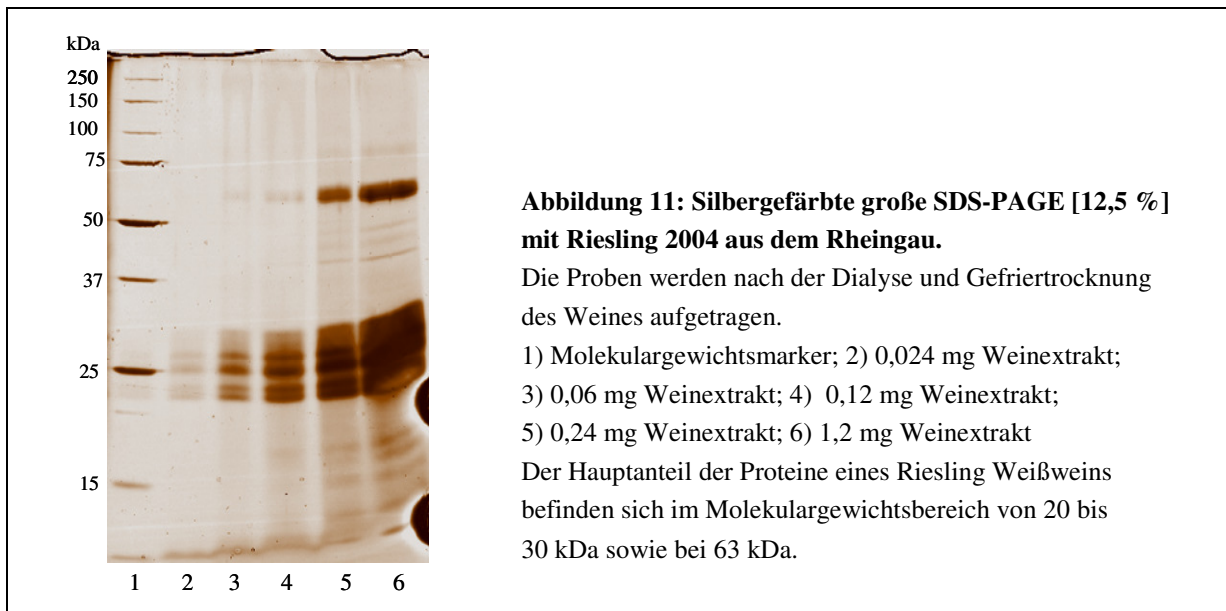 kDa
250
150
100
75
50
37
25
15
1 2 3 4 5 6
Abbildung 11: Silbergefärbte große SDS-PAGE [12,5 %]
mit Riesling 2004 aus dem Rheingau.
Die Proben werden nach der Dialyse und Gefriertrocknung
des Weines aufgetragen.
1) Molekulargewichtsmarker; 2) 0,024 mg Weinextrakt;
3) 0,06 mg Weinextrakt; 4) 0,12 mg Weinextrakt;
5) 0,24 mg Weinextrakt; 6) 1,2 mg Weinextrakt
Der Hauptanteil der Proteine eines Riesling Weißweins
befinden sich im Molekulargewichtsbereich von 20 bis
30 kDa sowie bei 63 kDa.